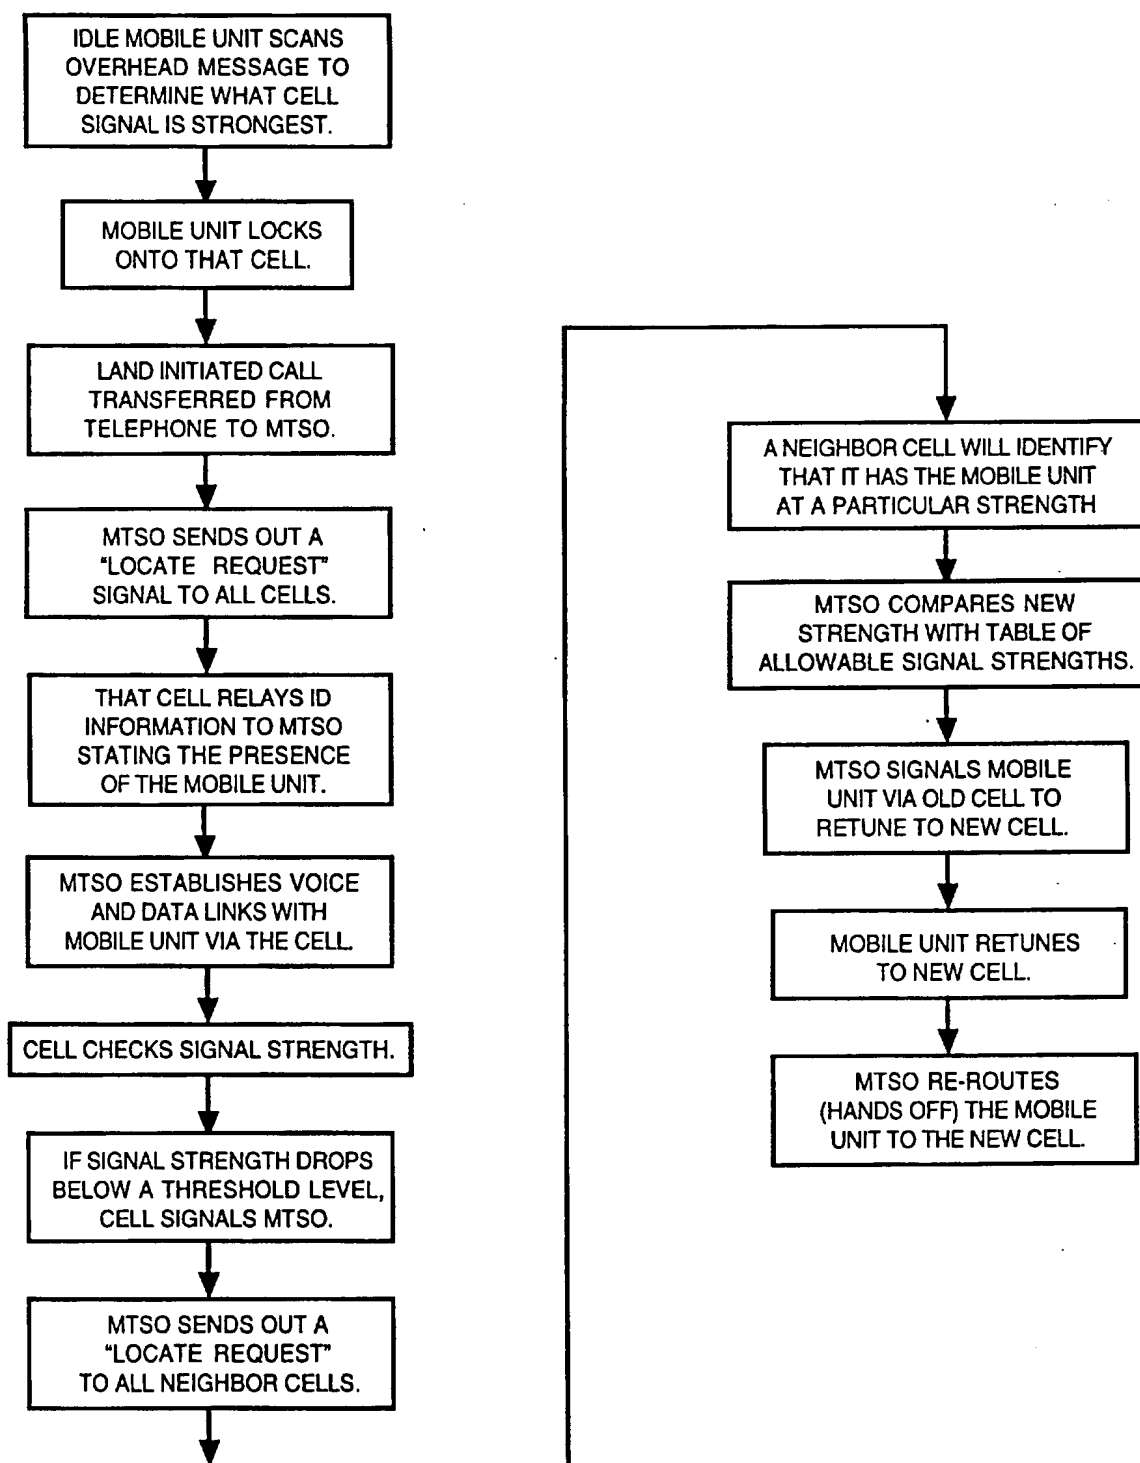 IDLE MOBILE UNIT SCANS
OVERHEAD MESSAGE TO
DETERMINE WHAT CELL
SIGNAL IS STRONGEST.
MOBILE UNIT LOCKS
ONTO THAT CELL.
LAND INITIATED CALL
TRANSFERRED FROM
TELEPHONE TO MTSO.
MTSO SENDS OUT A
"LOCATE REQUEST"
SIGNAL TO ALL CELLS.
THAT CELL RELAYS ID
INFORMATION TO MTSO
STATING THE PRESENCE
OF THE MOBILE UNIT.
MTSO ESTABLISHES VOICE
AND DATA LINKS WITH
MOBILE UNIT VIA THE CELL.
CELL CHECKS SIGNAL STRENGTH.
IF SIGNAL STRENGTH DROPS
BELOW A THRESHOLD LEVEL,
CELL SIGNALS MTSO.
MTSO SENDS OUT A
"LOCATE REQUEST"
TO ALL NEIGHBOR CELLS.
A NEIGHBOR CELL WILL IDENTIFY
THAT IT HAS THE MOBILE UNIT
AT A PARTICULAR STRENGTH
MTSO COMPARES NEW
STRENGTH WITH TABLE OF
ALLOWABLE SIGNAL STRENGTHS.
MTSO SIGNALS MOBILE
UNIT VIA OLD CELL TO
RETUNE TO NEW CELL.
MOBILE UNIT RETUNES
TO NEW CELL.
MTSO RE-ROUTES
(HANDS OFF) THE MOBILE
UNIT TO THE NEW CELL.